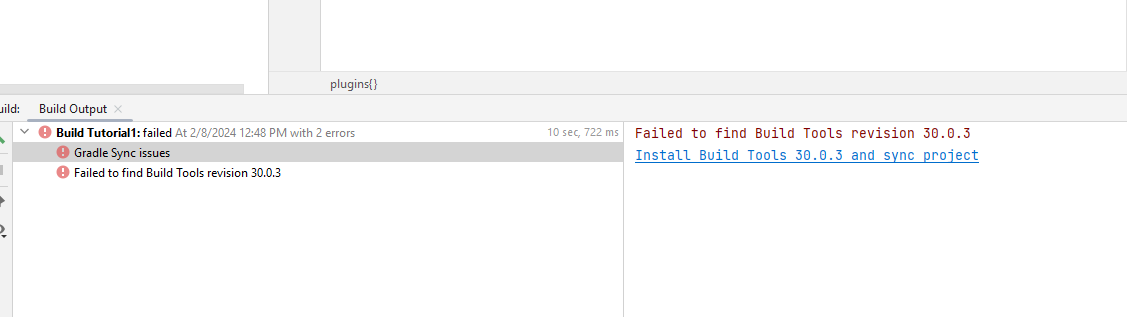 plugins{}
uild:
Build Output
Build Tutorial1: failed At 2/8/2024 12:48 PM with 2 errors 10 sec, 722 ms
Gradle Sync issues
Failed to find Build Tools revision 30.0.3
Failed to find Build Tools revision 30.0.3
Install Build Tools 30.0.3 and sync project